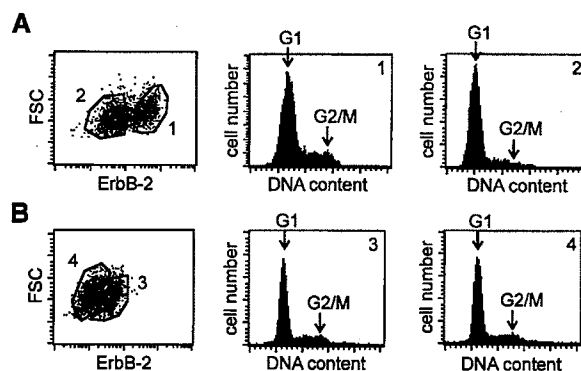 A
FSC
2
1
ErbB-2
G1
1
G2/M
cell number
DNA content
G1
2
G2/M
cell number
DNA content
B
FSC
4
3
ErbB-2
G1
3
G2/M
cell number
DNA content
G1
4
G2/M
cell number
DNA content